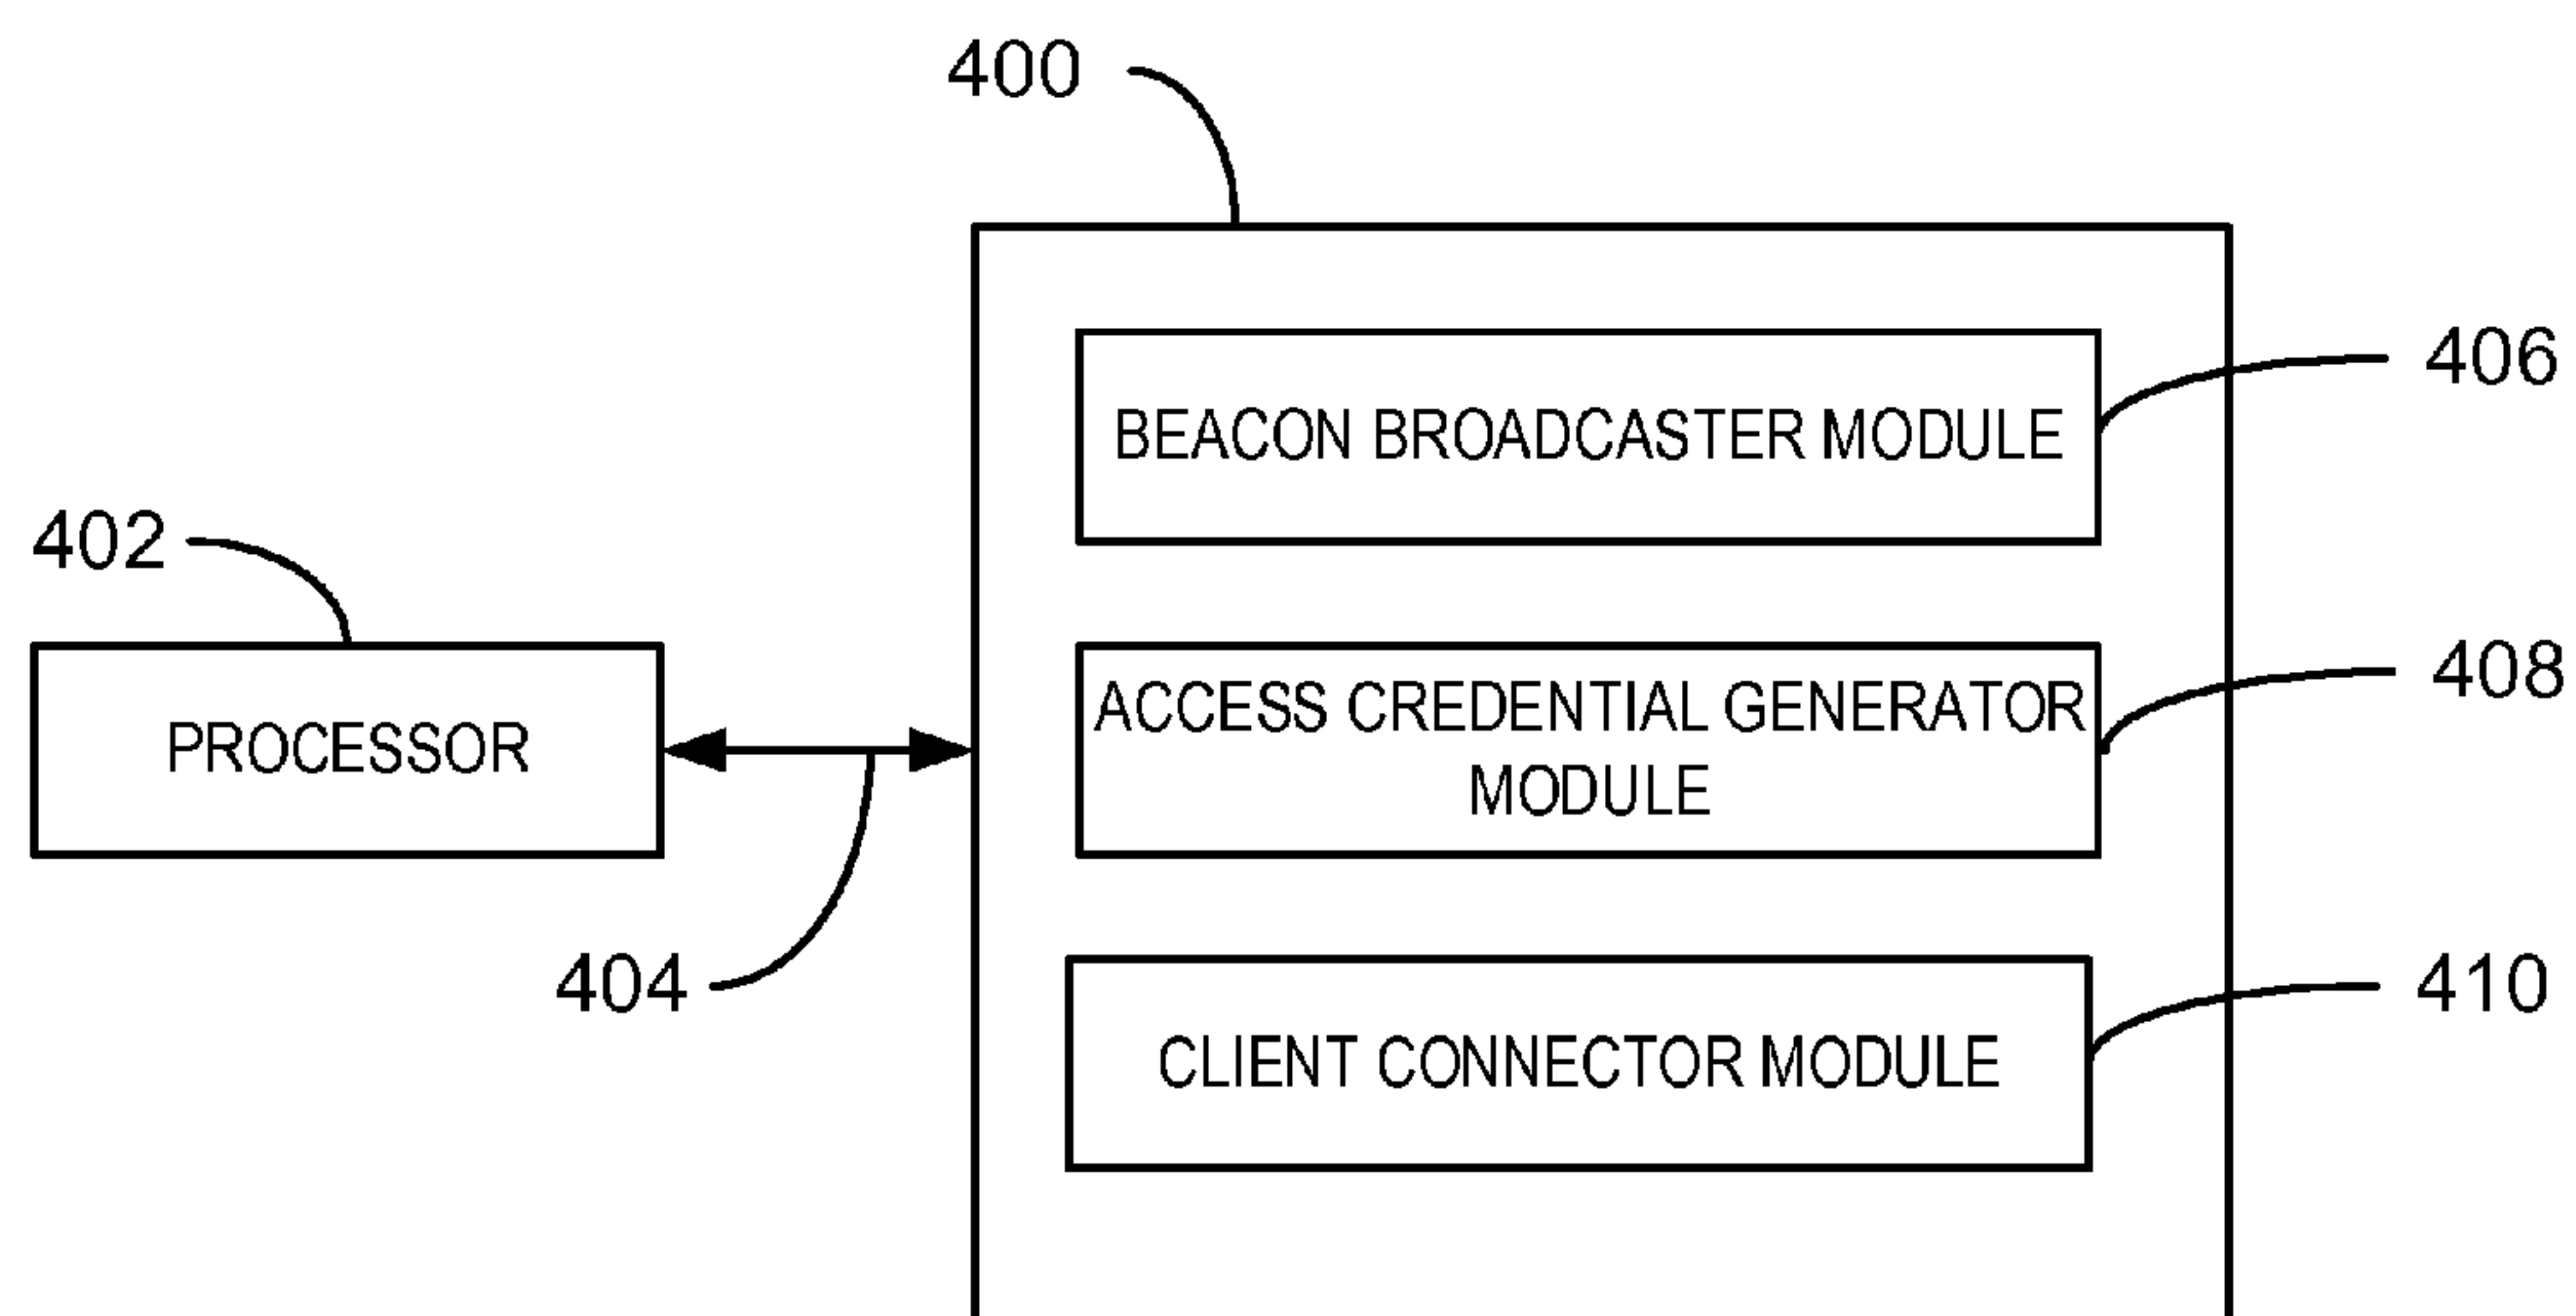 400
BEACON BROADCASTER MODULE
406
402
PROCESSOR
ACCESS CREDENTIAL GENERATOR
MODULE
408
404
CLIENT CONNECTOR MODULE
410